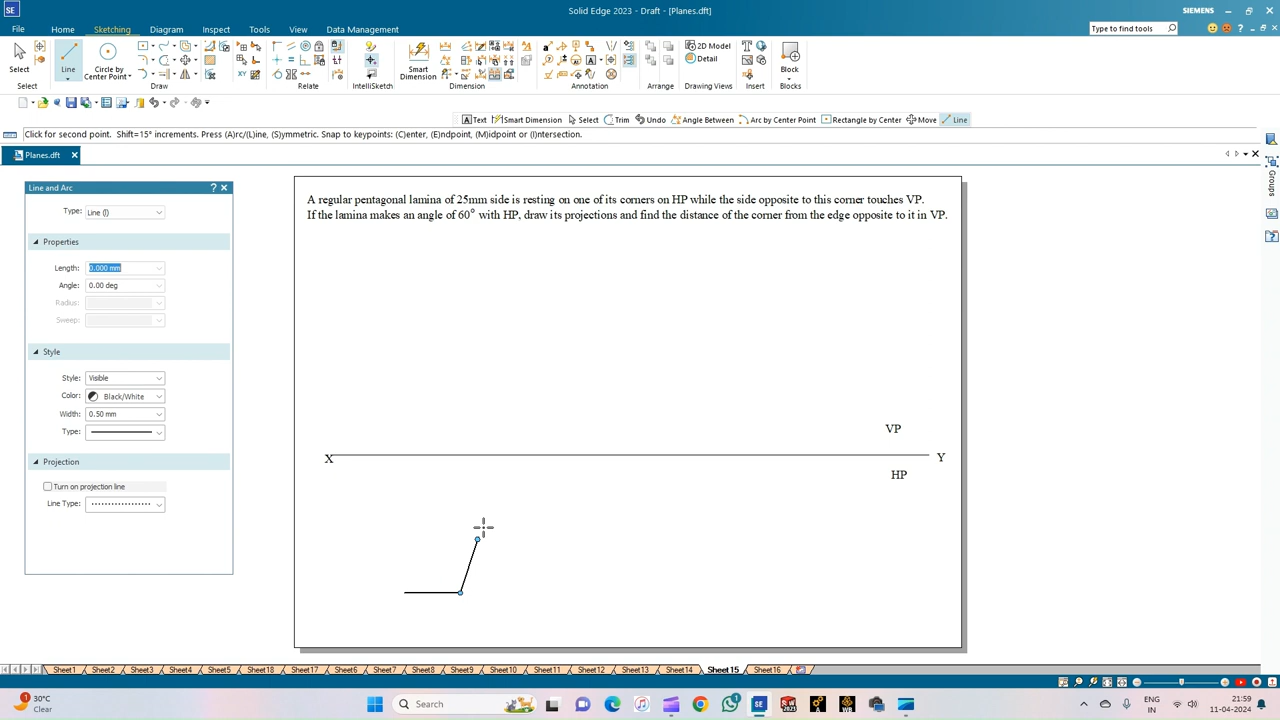 Solid Edge 2023 - Draft - [Planes.dft]
SIEMENS
File Home Sketching Diagram Inspect Tools View Data Management
Type to find tools
Select
Line
Circle by Center Point
Smart Dimension
2D Model
Detail
Block
Select Draw Relate IntelliSketch Dimension Annotation Arrange Drawing Views Insert Blocks
Text Smart Dimension Select Trim Undo Angle Between Arc by Center Point Rectangle by Center Move Line
Click for second point. Shift=15° increments. Press (A)rc/(L)ine, (S)ymmetric. Snap to keypoints: (C)enter, (E)ndpoint, (M)idpoint or (I)ntersection.
Planes.dft
Groups
Line and Arc
Type: Line (l)
Properties
Length: 0.000 mm
Angle: 0.00 deg
Radius:
Sweep:
Style
Style: Visible
Color: Black/White
Width: 0.50 mm
Type:
Projection
Turn on projection line
Line Type:
A regular pentagonal lamina of 25mm side is resting on one of its corners on HP while the side opposite to this corner touches VP.
If the lamina makes an angle of 60° with HP, draw its projections and find the distance of the corner from the edge opposite to it in VP.
VP
X Y
HP
Sheet1 Sheet2 Sheet3 Sheet4 Sheet5 Sheet18 Sheet17 Sheet6 Sheet7 Sheet8 Sheet9 Sheet10 Sheet11 Sheet12 Sheet13 Sheet14 Sheet15 Sheet16
30°C
Clear
Search
ENG
IN
21:59
11-04-2024